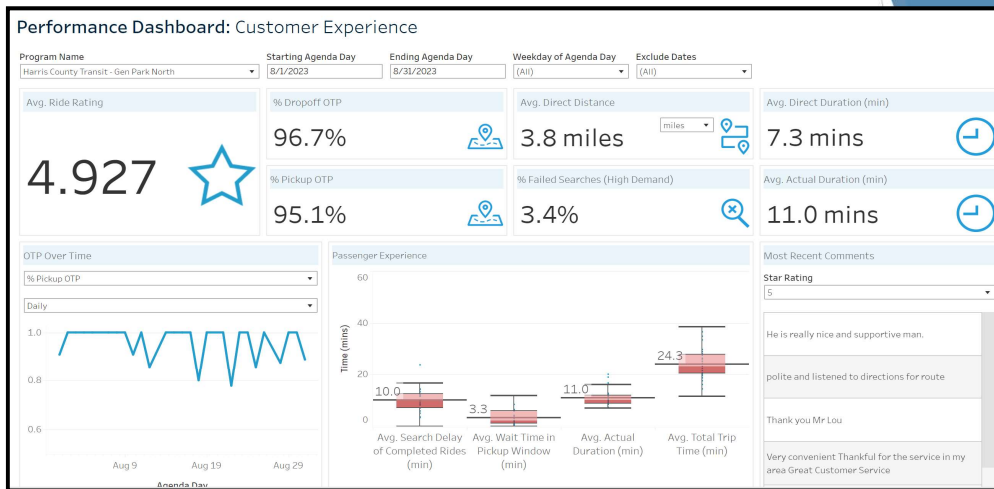 Performance Dashboard: Customer Experience
Program Name
Harris County Transit - Gen Park North
Starting Agenda Day
8/1/2023
Ending Agenda Day
8/31/2023
Weekday of Agenda Day
(All)
Exclude Dates
(All)
Avg. Ride Rating
4.927
% Dropoff OTP
96.7%
Avg. Direct Distance
miles
3.8 miles
Avg. Direct Duration (min)
7.3 mins
% Pickup OTP
95.1%
% Failed Searches (High Demand)
3.4%
Avg. Actual Duration (min)
11.0 mins
OTP Over Time
% Pickup OTP
Daily
1.0
0.8
0.6
Aug 9
Aug 19
Aug 29
Agenda Day
Passenger Experience
Time (mins)
60
40
20
0
10.0
3.3
11.0
24.3
Avg. Search Delay
of Completed Rides
(min)
Avg. Wait Time in
Pickup Window
(min)
Avg. Actual
Duration (min)
Avg. Total Trip
Time (min)
Most Recent Comments
Star Rating
5
He is really nice and supportive man.
polite and listened to directions for route
Thank you Mr Lou
Very convenient Thankful for the service in my
area Great Customer Service